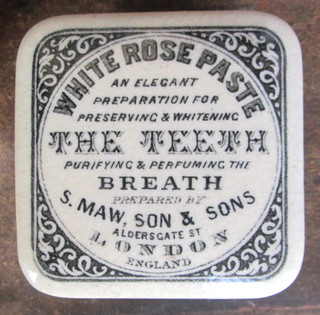 WHITE ROSE PASTE
AN ELEGANT
PREPARATION FOR
PRESERVING & WHITENING
THE TEETH
PURIFYING & PERFUMING THE
BREATH
PREPARED BY
S. MAW, SON & SONS
ALDERSGATE ST
LONDON
ENGLAND